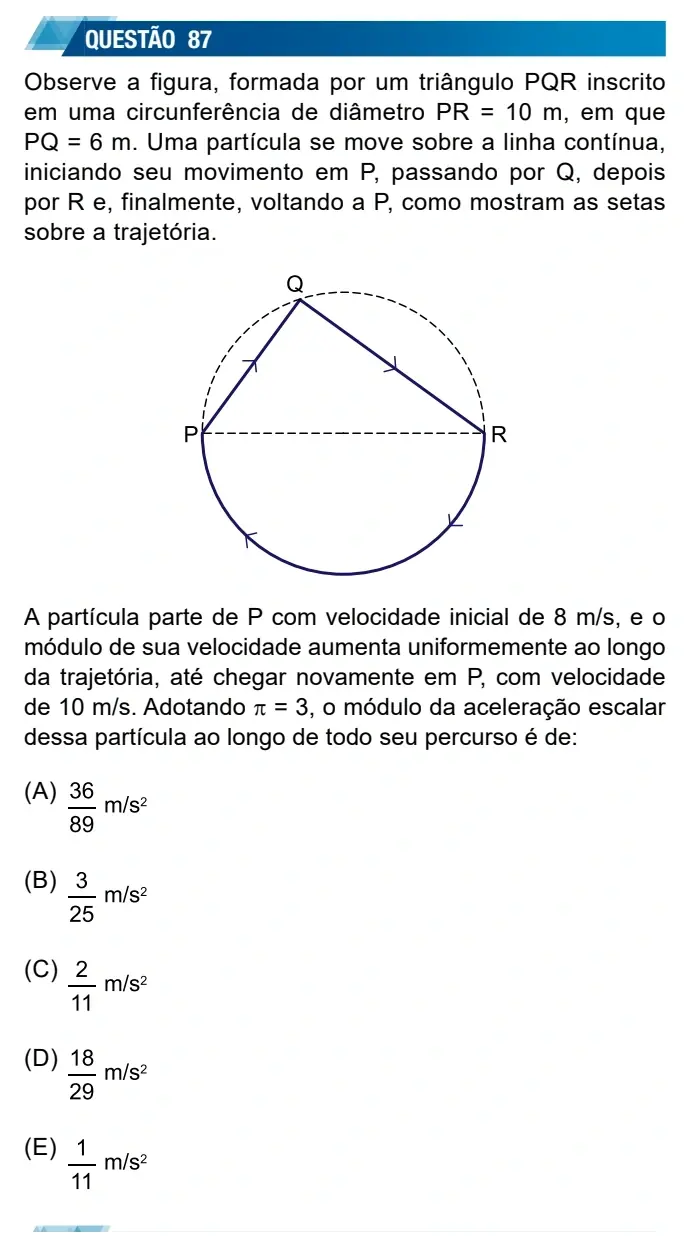 QUESTÃO 87
Observe a figura, formada por um triângulo PQR inscrito
em uma circunferência de diâmetro PR = 10 m, em que
PQ = 6 m. Uma partícula se move sobre a linha contínua,
iniciando seu movimento em P, passando por Q, depois
por R e, finalmente, voltando a P, como mostram as setas
sobre a trajetória.
Q
P
R
A partícula parte de P com velocidade inicial de 8 m/s, e o
módulo de sua velocidade aumenta uniformemente ao longo
da trajetória, até chegar novamente em P, com velocidade
de 10 m/s. Adotando π = 3, o módulo da aceleração escalar
dessa partícula ao longo de todo seu percurso é de:
(A) 36/89 m/s²
(B) 3/25 m/s²
(C) 2/11 m/s²
(D) 18/29 m/s²
(E) 1/11 m/s²